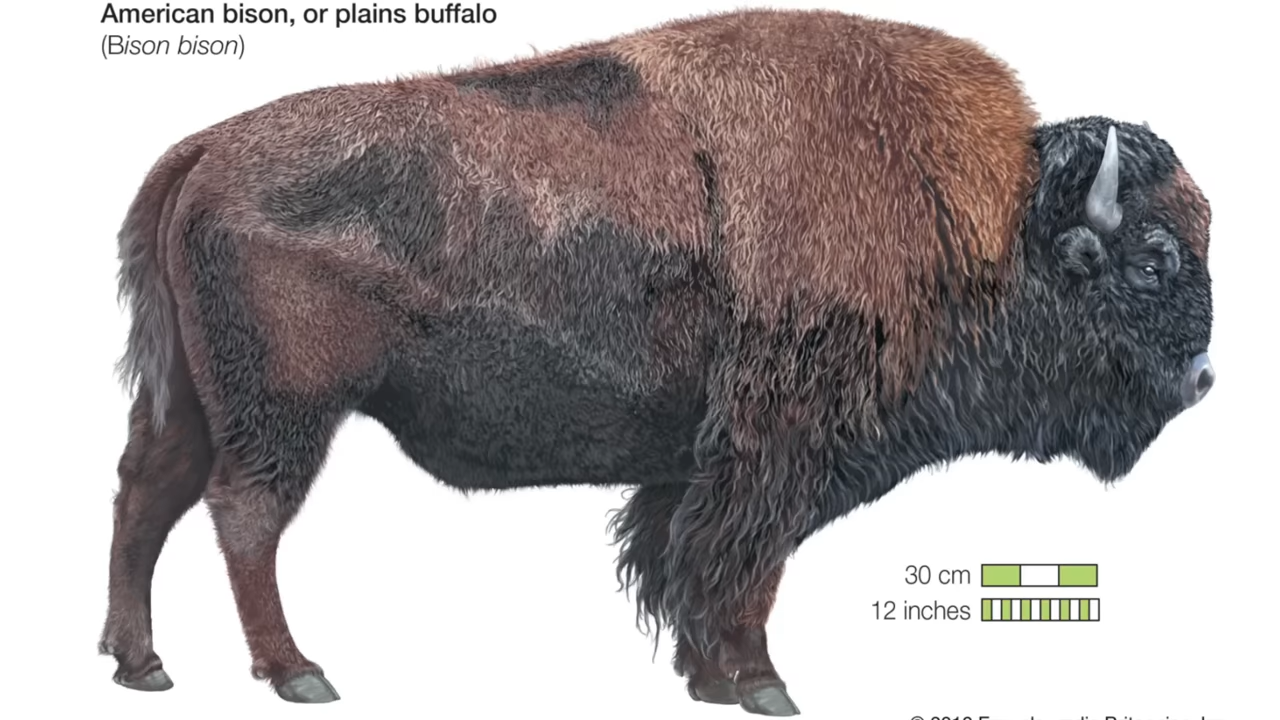 American bison, or plains buffalo
(Bison bison)
30 cm
12 inches